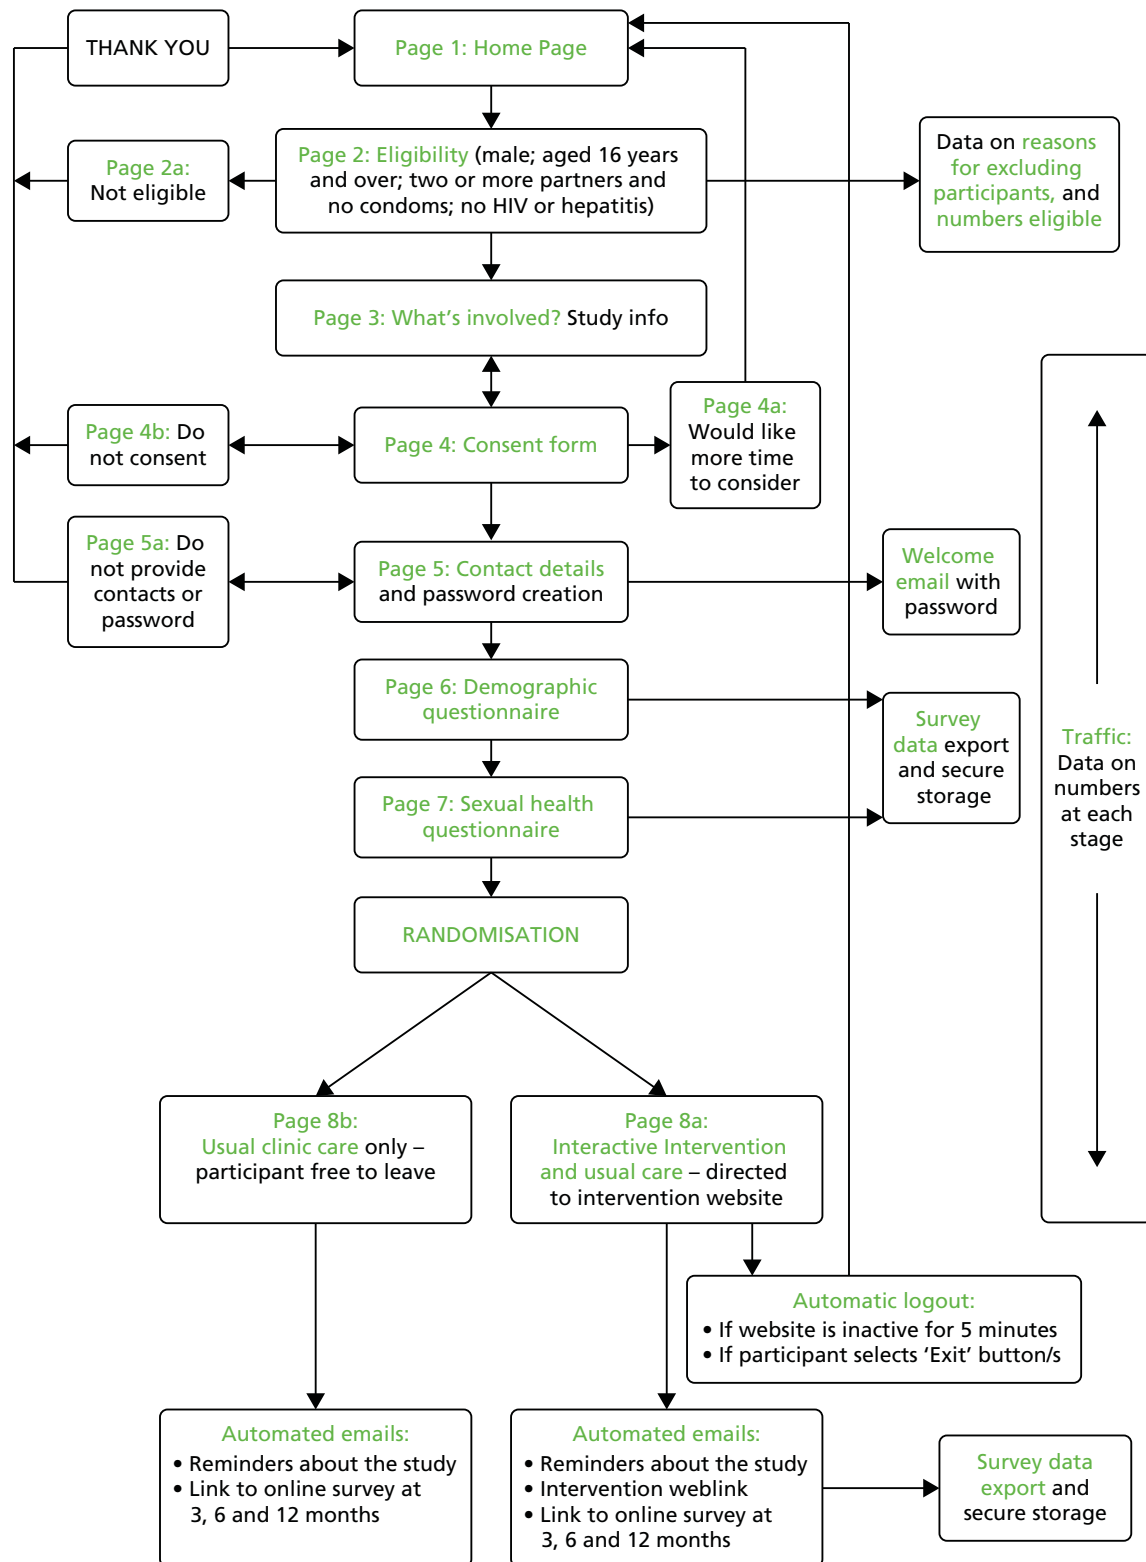 THANK YOU
Page 1: Home Page
Page 2a:
Not eligible
Page 2: Eligibility (male; aged 16 years
and over; two or more partners and
no condoms; no HIV or hepatitis)
Data on reasons
for excluding
participants, and
numbers eligible
Page 3: What's involved? Study info
Page 4b: Do
not consent
Page 4: Consent form
Page 4a:
Would like
more time
to consider
Page 5a: Do
not provide
contacts or
password
Page 5: Contact details
and password creation
Welcome
email with
password
Page 6: Demographic
questionnaire
Survey
data export
and secure
storage
Traffic:
Data on
numbers
at each
stage
Page 7: Sexual health
questionnaire
RANDOMISATION
Page 8b:
Usual clinic care only –
participant free to leave
Page 8a:
Interactive Intervention
and usual care – directed
to intervention website
Automatic logout:
• If website is inactive for 5 minutes
• If participant selects ‘Exit’ button/s
Automated emails:
• Reminders about the study
• Link to online survey at
3, 6 and 12 months
Automated emails:
• Reminders about the study
• Intervention weblink
• Link to online survey at
3, 6 and 12 months
Survey data
export and
secure storage